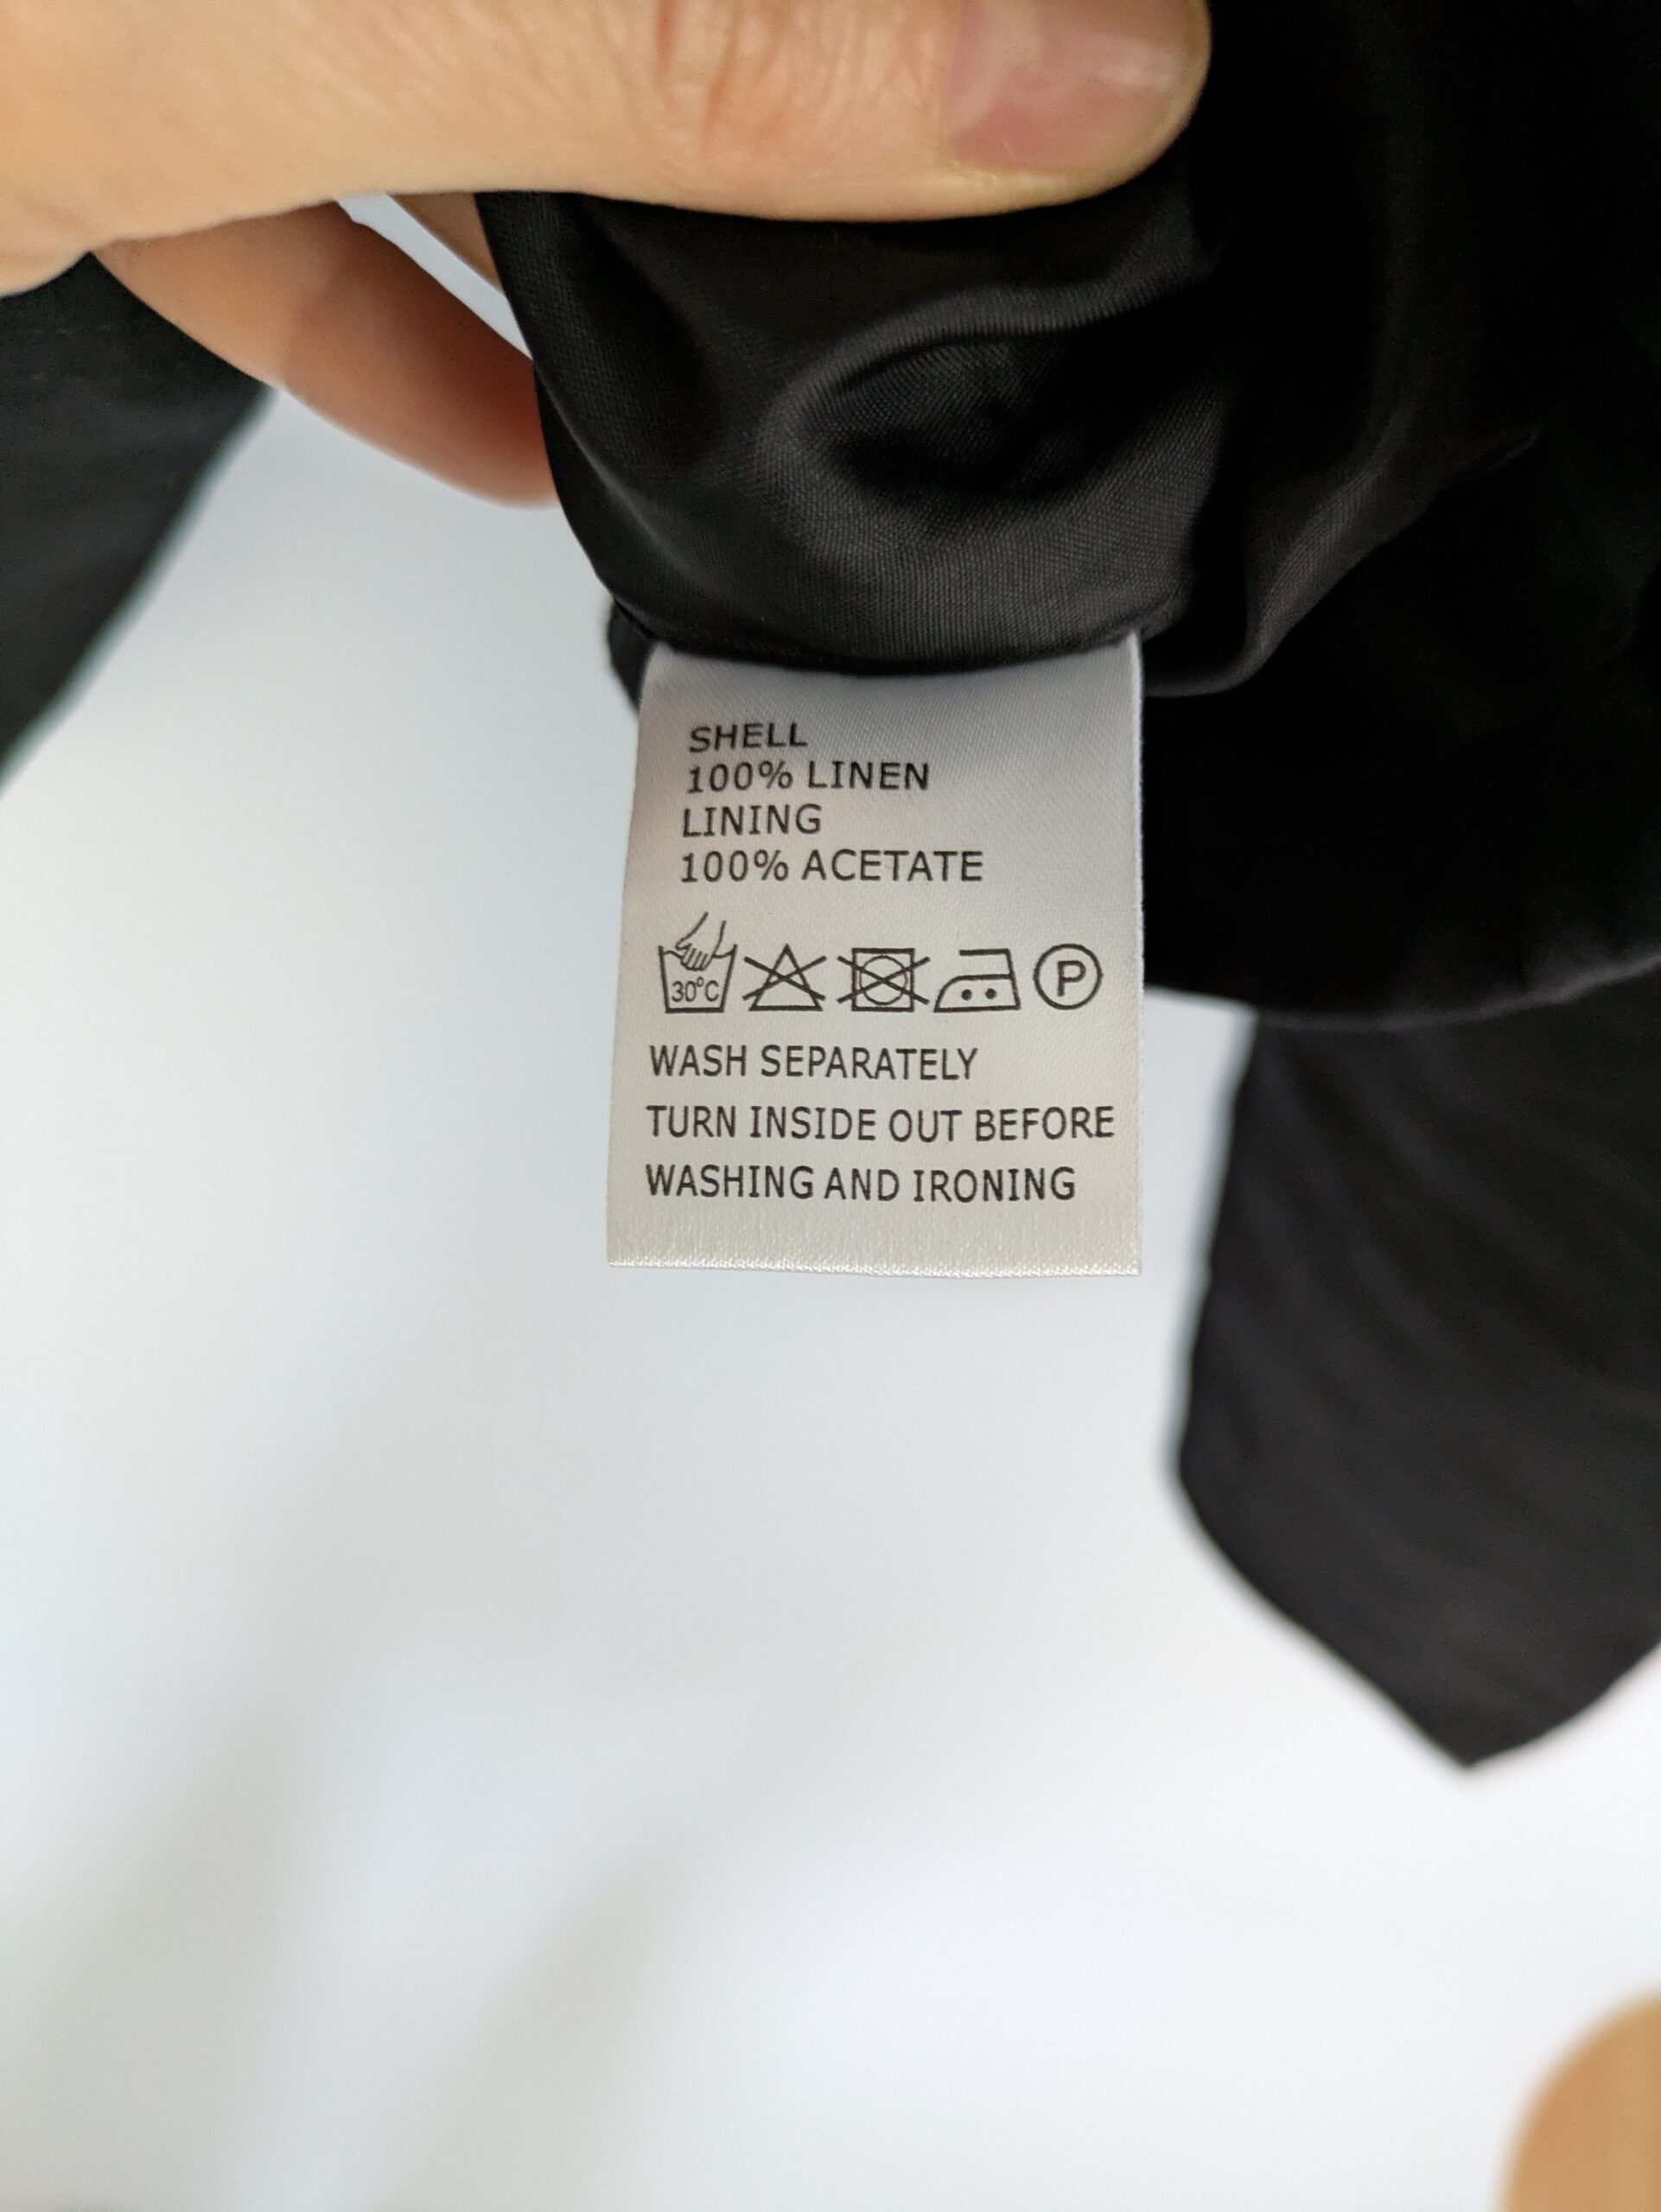 SHELL
100% LINEN
LINING
100% ACETATE
30°C P
WASH SEPARATELY
TURN INSIDE OUT BEFORE
WASHING AND IRONING